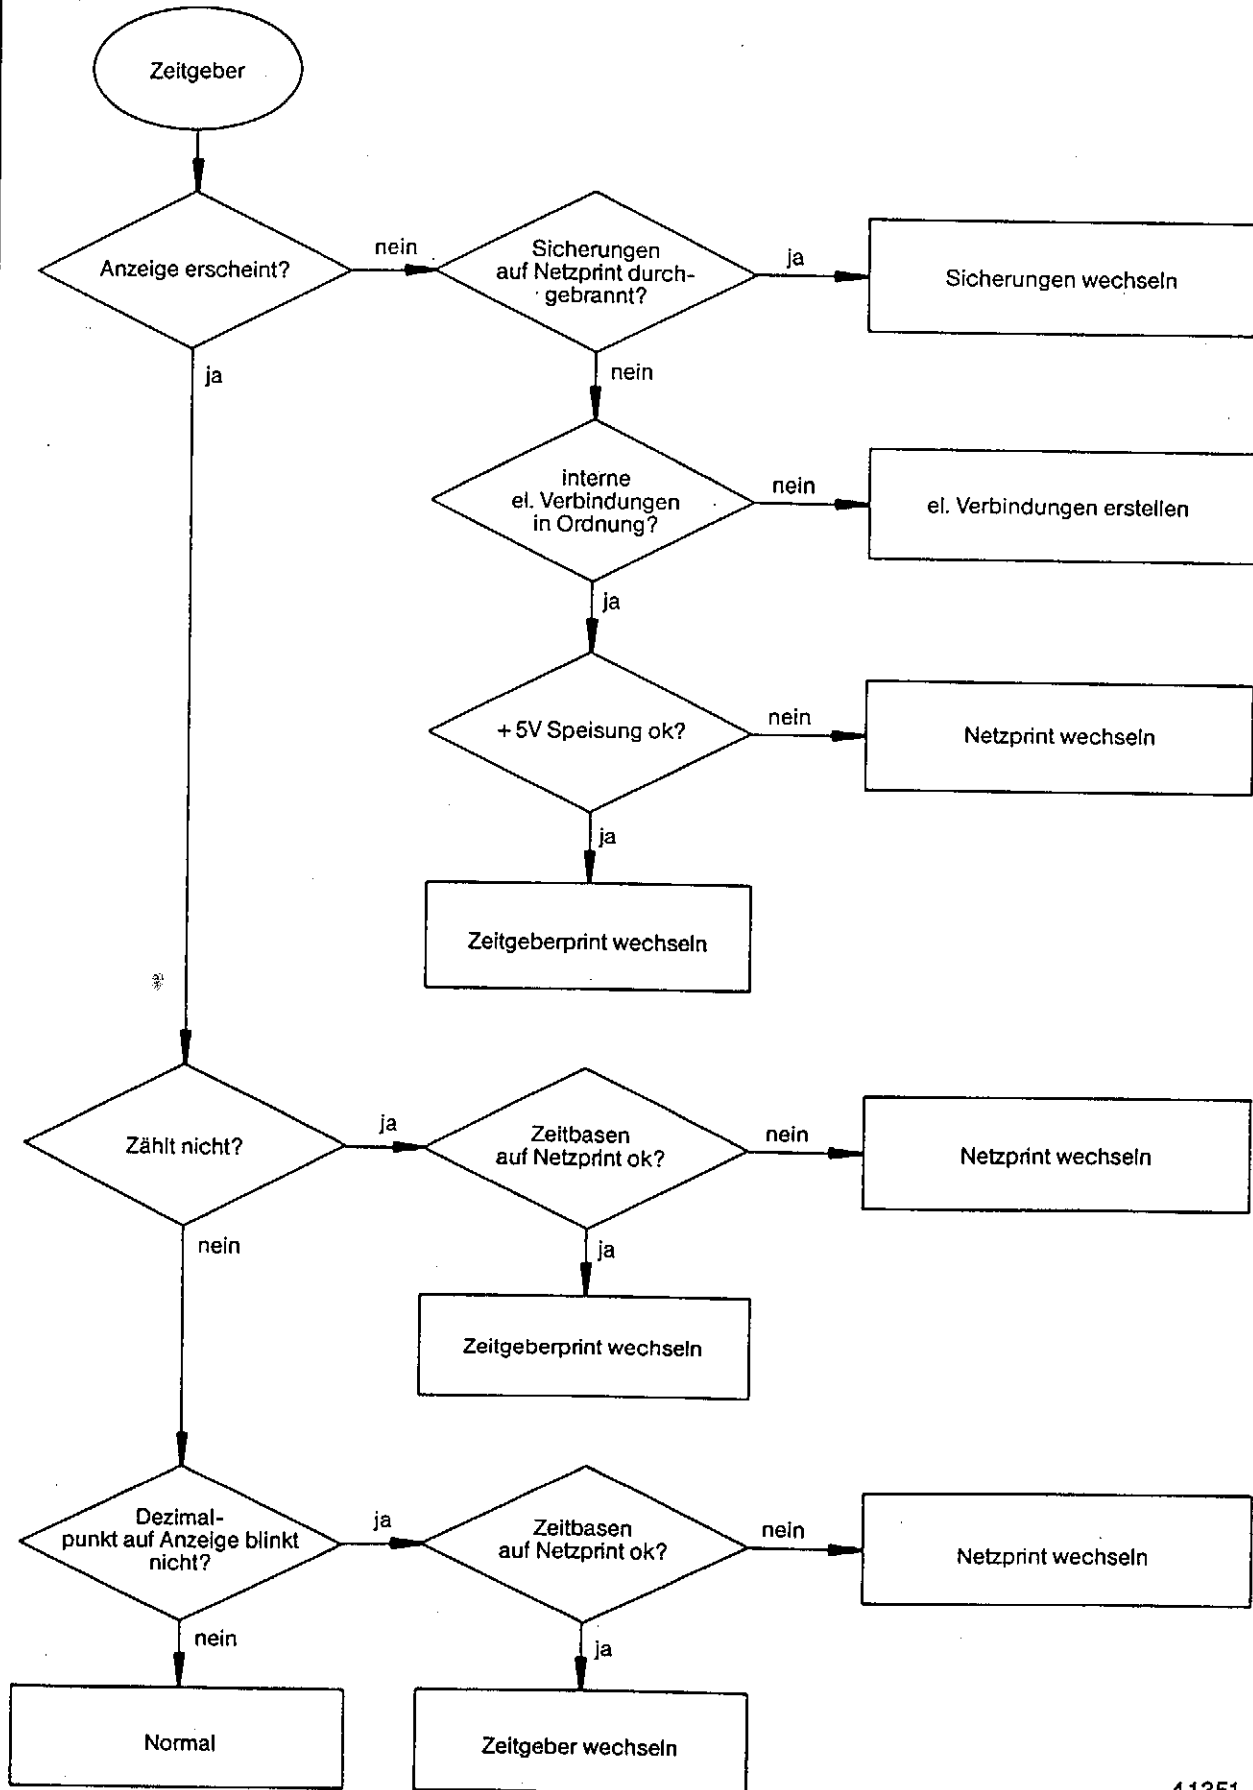 Zeitgeber
Anzeige erscheint?
nein
Sicherungen
auf Netzprint durch-
gebrannt?
ja
Sicherungen wechseln
ja
nein
interne
el. Verbindungen
in Ordnung?
nein
el. Verbindungen erstellen
ja
+ 5V Speisung ok?
nein
Netzprint wechseln
ja
Zeitgeberprint wechseln
Zählt nicht?
ja
Zeitbasen
auf Netzprint ok?
nein
Netzprint wechseln
nein
ja
Zeitgeberprint wechseln
Dezimal-
punkt auf Anzeige blinkt
nicht?
ja
Zeitbasen
auf Netzprint ok?
nein
Netzprint wechseln
nein
ja
Normal
Zeitgeber wechseln